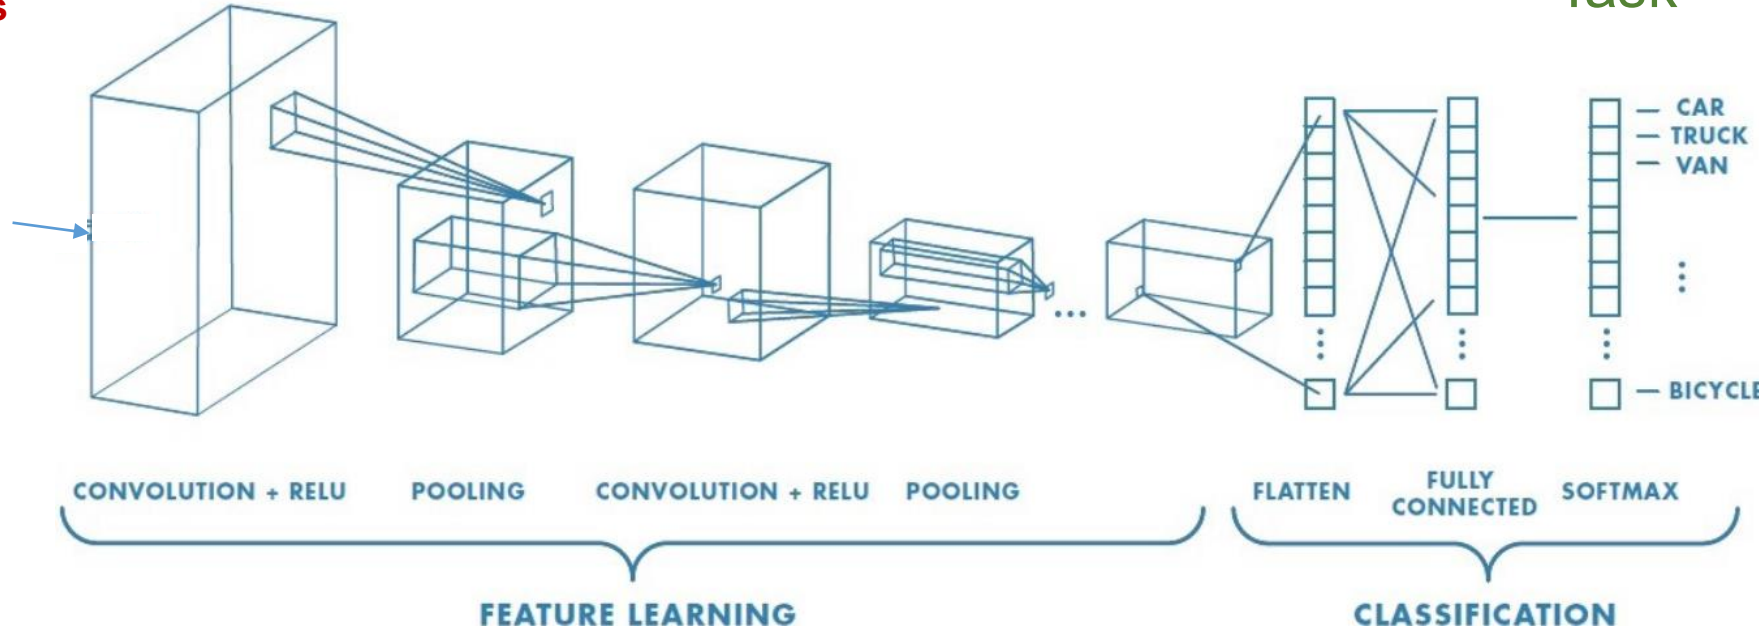 CAR
TRUCK
VAN
BICYCLE
CONVOLUTION + RELU
POOLING
CONVOLUTION + RELU
POOLING
FLATTEN
FULLY
CONNECTED
SOFTMAX
FEATURE LEARNING
CLASSIFICATION